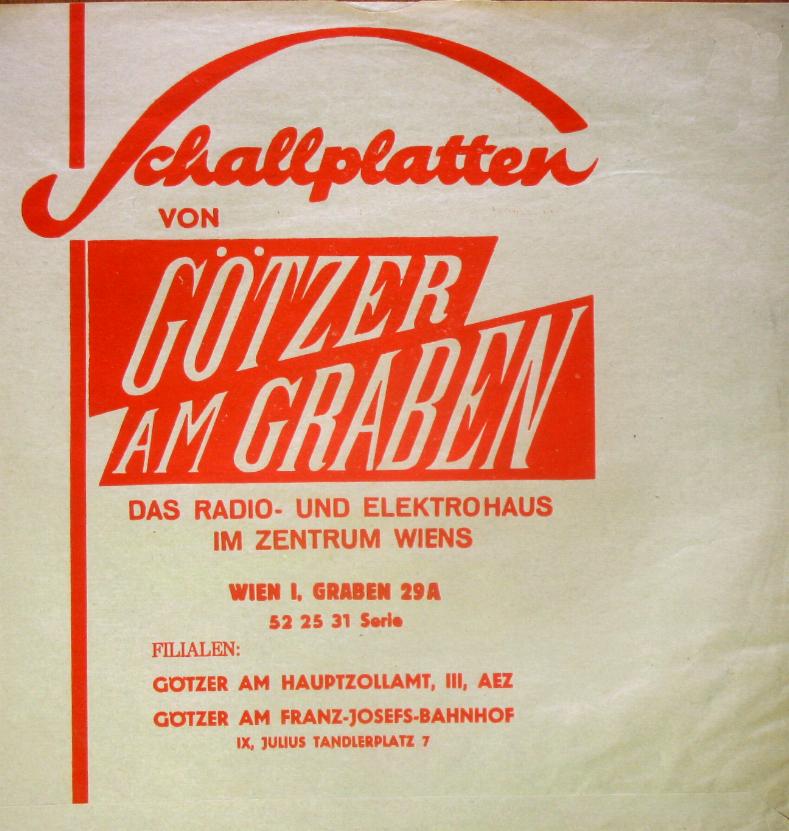 Schallplatten
VON
GÖTZER
AM GRABEN
DAS RADIO- UND ELEKTROHAUS
IM ZENTRUM WIENS
WIEN I, GRABEN 29A
52 25 31 Serie
FILIALEN:
GÖTZER AM HAUPTZOLLAMT, III, AEZ
GÖTZER AM FRANZ-JOSEFS-BAHNHOF
IX, JULIUS TANDLERPLATZ 7